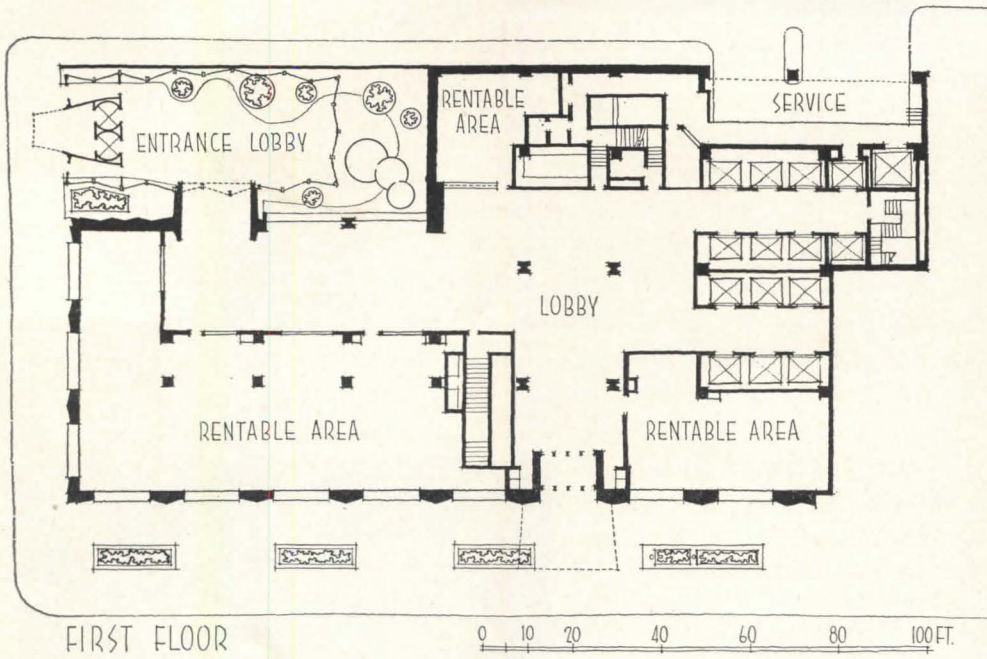 RENTABLE
AREA
SERVICE
ENTRANCE LOBBY
LOBBY
RENTABLE AREA
RENTABLE AREA
FIRST FLOOR
0 10 20 40 60 80 100 FT.